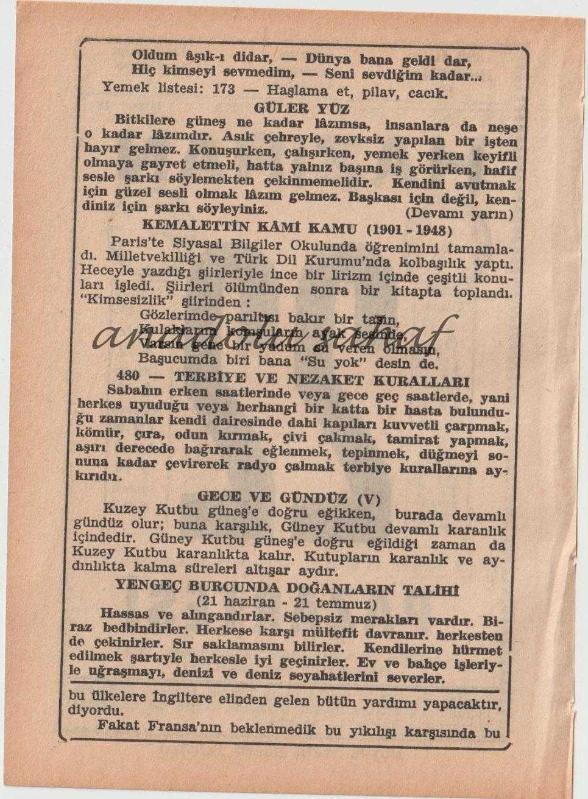 Oldum âşık-ı didar, — Dünya bana geldi dar,
Hiç kimseyi sevmedim, — Seni sevdiğim kadar...
Yemek listesi: 173 — Haşlama et, pilav, cacık.
GÜLER YÜZ
Bitkilere güneş ne kadar lâzımsa, insanlara da neşe
o kadar lâzımdır. Asık çehreyle, zevksiz yapılan bir işten
hayır gelmez. Konuşurken, çalışırken, yemek yerken keyifli
olmaya gayret etmeli, hatta yalnız başına iş görürken, hafif
sesle şarkı söylemekten çekinmemelidir. Kendini avutmak
için güzel sesli olmak lâzım gelmez. Başkası için değil, ken-
diniz için şarkı söyleyiniz. (Devamı yarın)
KEMALETTİN KÂMİ KAMU (1901 - 1948)
Paris'te Siyasal Bilgiler Okulunda öğrenimini tamamla-
dı. Milletvekilliği ve Türk Dil Kurumu'nda kolbaşılık yaptı.
Heceyle yazdığı şiirleriyle ince bir lirizm içinde çeşitli konu-
ları işledi. Şiirleri ölümünden sonra bir kitapta toplandı.
"Kimsesizlik" şiirinden :
Gözlerimde parıltısı bakır bir tasın,
Kulaklarım komşuların ayak sesinde,
Varsın gene bir yudum su veren olmasın,
Başucumda biri bana "Su yok" desin de.
anadolu sahaf
480 — TERBİYE VE NEZAKET KURALLARI
Sabahın erken saatlerinde veya gece geç saatlerde, yani
herkes uyuduğu veya herhangi bir katta bir hasta bulundu-
ğu zamanlar kendi dairesinde dahi kapıları kuvvetli çarpmak,
kömür, çıra, odun kırmak, çivi çakmak, tamirat yapmak,
aşırı derecede bağırarak eğlenmek, tepinmek, düğmeyi so-
nuna kadar çevirerek radyo çalmak terbiye kurallarına ay-
kırıdır.
GECE VE GÜNDÜZ (V)
Kuzey Kutbu güneş'e doğru eğikken, burada devamlı
gündüz olur; buna karşılık, Güney Kutbu devamlı karanlık
içindedir. Güney Kutbu güneş'e doğru eğildiği zaman da
Kuzey Kutbu karanlıkta kalır. Kutupların karanlık ve ay-
dınlıkta kalma süreleri altışar aydır.
YENGEÇ BURCUNDA DOĞANLARIN TALİHİ
(21 haziran - 21 temmuz)
Hassas ve alıngandırlar. Sebepsiz merakları vardır. Bi-
raz bedbindirler. Herkese karşı mültefit davranır. herkesten
de çekinirler. Sır saklamasını bilirler. Kendilerine hürmet
edilmek şartıyle herkesle iyi geçinirler. Ev ve bahçe işleriy-
le uğraşmayı, denizi ve deniz seyahatlerini severler.
bu ülkelere İngiltere elinden gelen bütün yardımı yapacaktır,
diyordu.
Fakat Fransa'nın beklenmedik bu yıkılışı karşısında bu